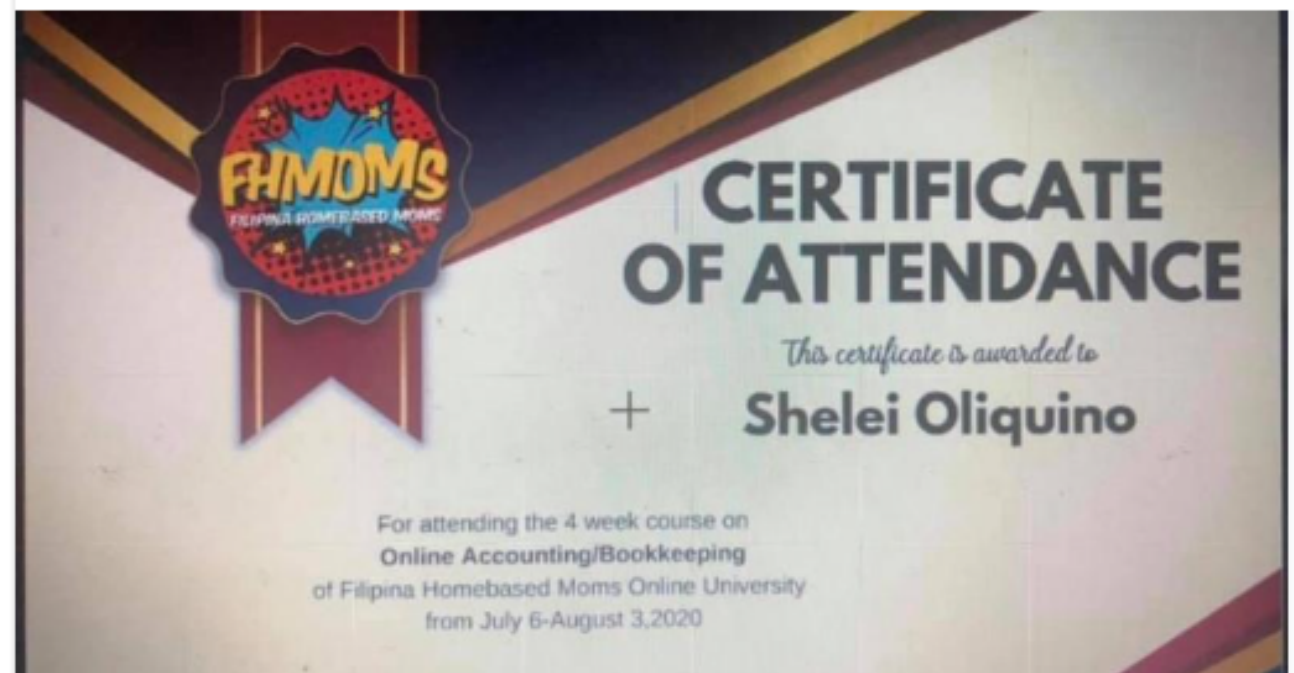 FHMOMS
FILIPINA HOMEBASED MOMS
CERTIFICATE
OF ATTENDANCE
This certificate is awarded to
Shelei Oliquino
For attending the 4 week course on
Online Accounting/Bookkeeping
of Filipina Homebased Moms Online University
from July 6-August 3,2020